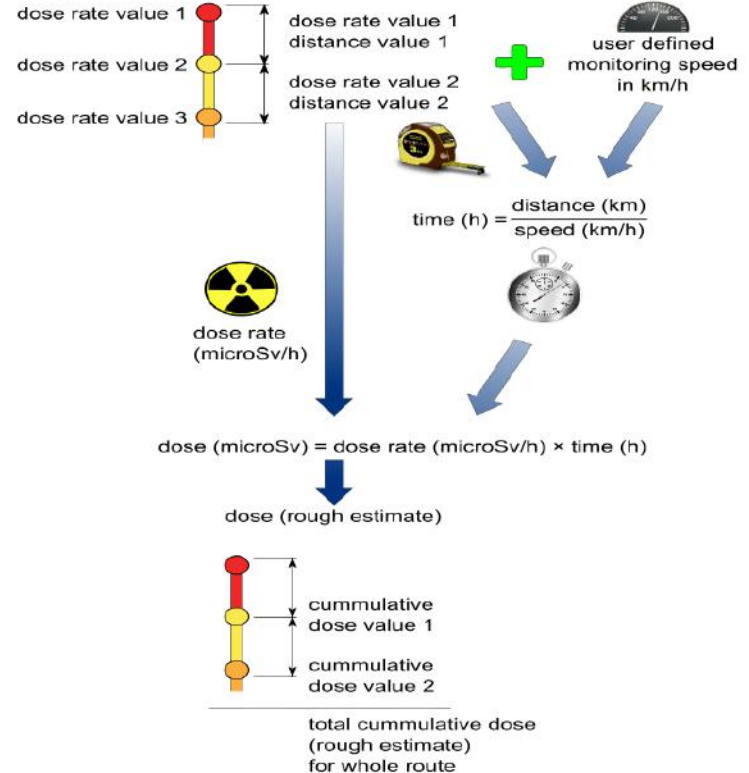 dose rate value 1
dose rate value 2
dose rate value 3
dose rate value 1
distance value 1
dose rate value 2
distance value 2
user defined
monitoring speed
in km/h
time (h) = distance (km)
speed (km/h)
dose rate
(microSv/h)
dose (microSv) = dose rate (microSv/h) × time (h)
dose (rough estimate)
cummulative
dose value 1
cummulative
dose value 2
total cummulative dose
(rough estimate)
for whole route